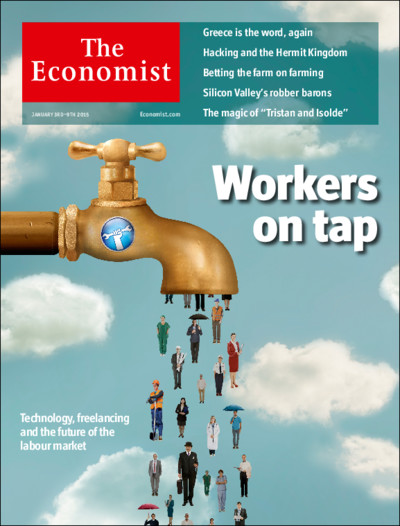 The
Economist
JANUARY 3RD–9TH 2015
Economist.com
Greece is the word, again
Hacking and the Hermit Kingdom
Betting the farm on farming
Silicon Valley's robber barons
The magic of “Tristan and Isolde”
Workers
on tap
Technology, freelancing
and the future of the
labour market